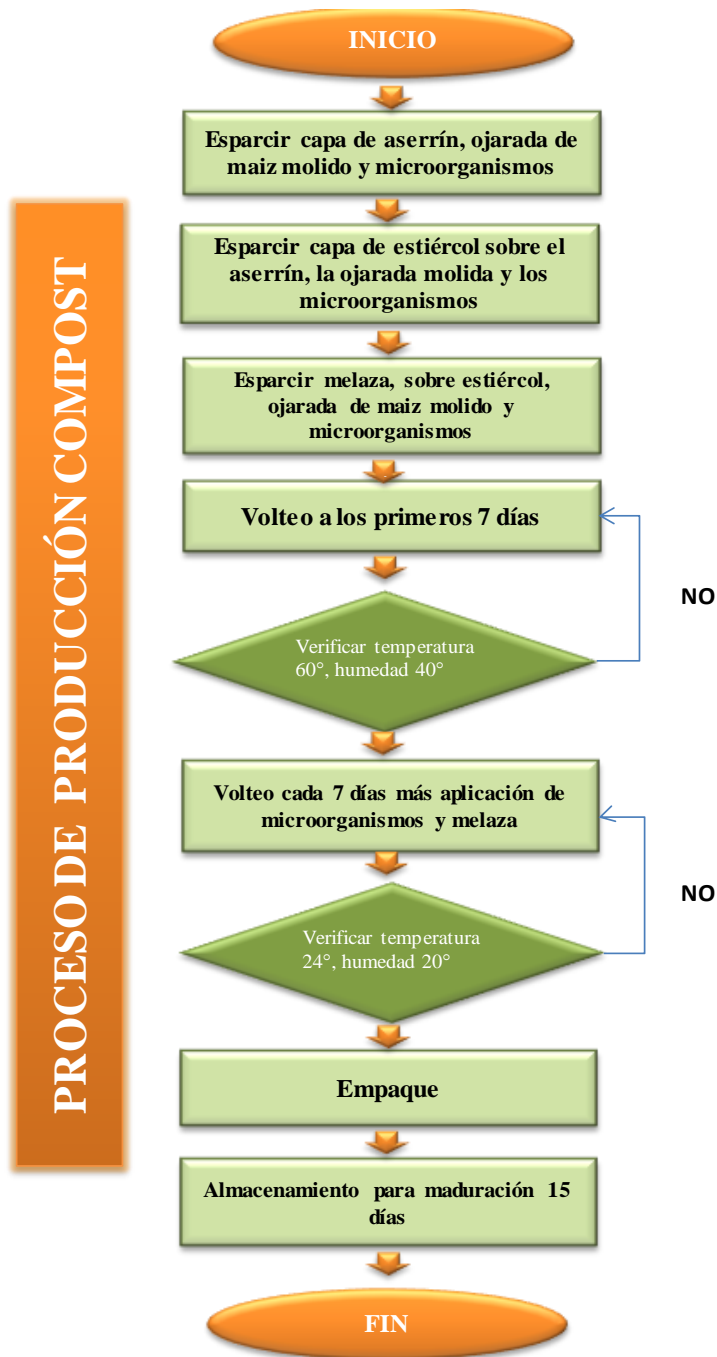 INICIO
Esparcir capa de aserrín, ojarada de
maiz molido y microorganismos
Esparcir capa de estiércol sobre el
aserrín, la ojarada molida y los
microorganismos
Esparcir melaza, sobre estiércol,
ojarada de maiz molido y
microorganismos
Volteo a los primeros 7 días
NO
Verificar temperatura
60°, humedad 40°
Volteo cada 7 días más aplicación de
microorganismos y melaza
NO
Verificar temperatura
24°, humedad 20°
Empaque
Almacenamiento para maduración 15
días
FIN
PROCESO DE PRODUCCIÓN COMPOST